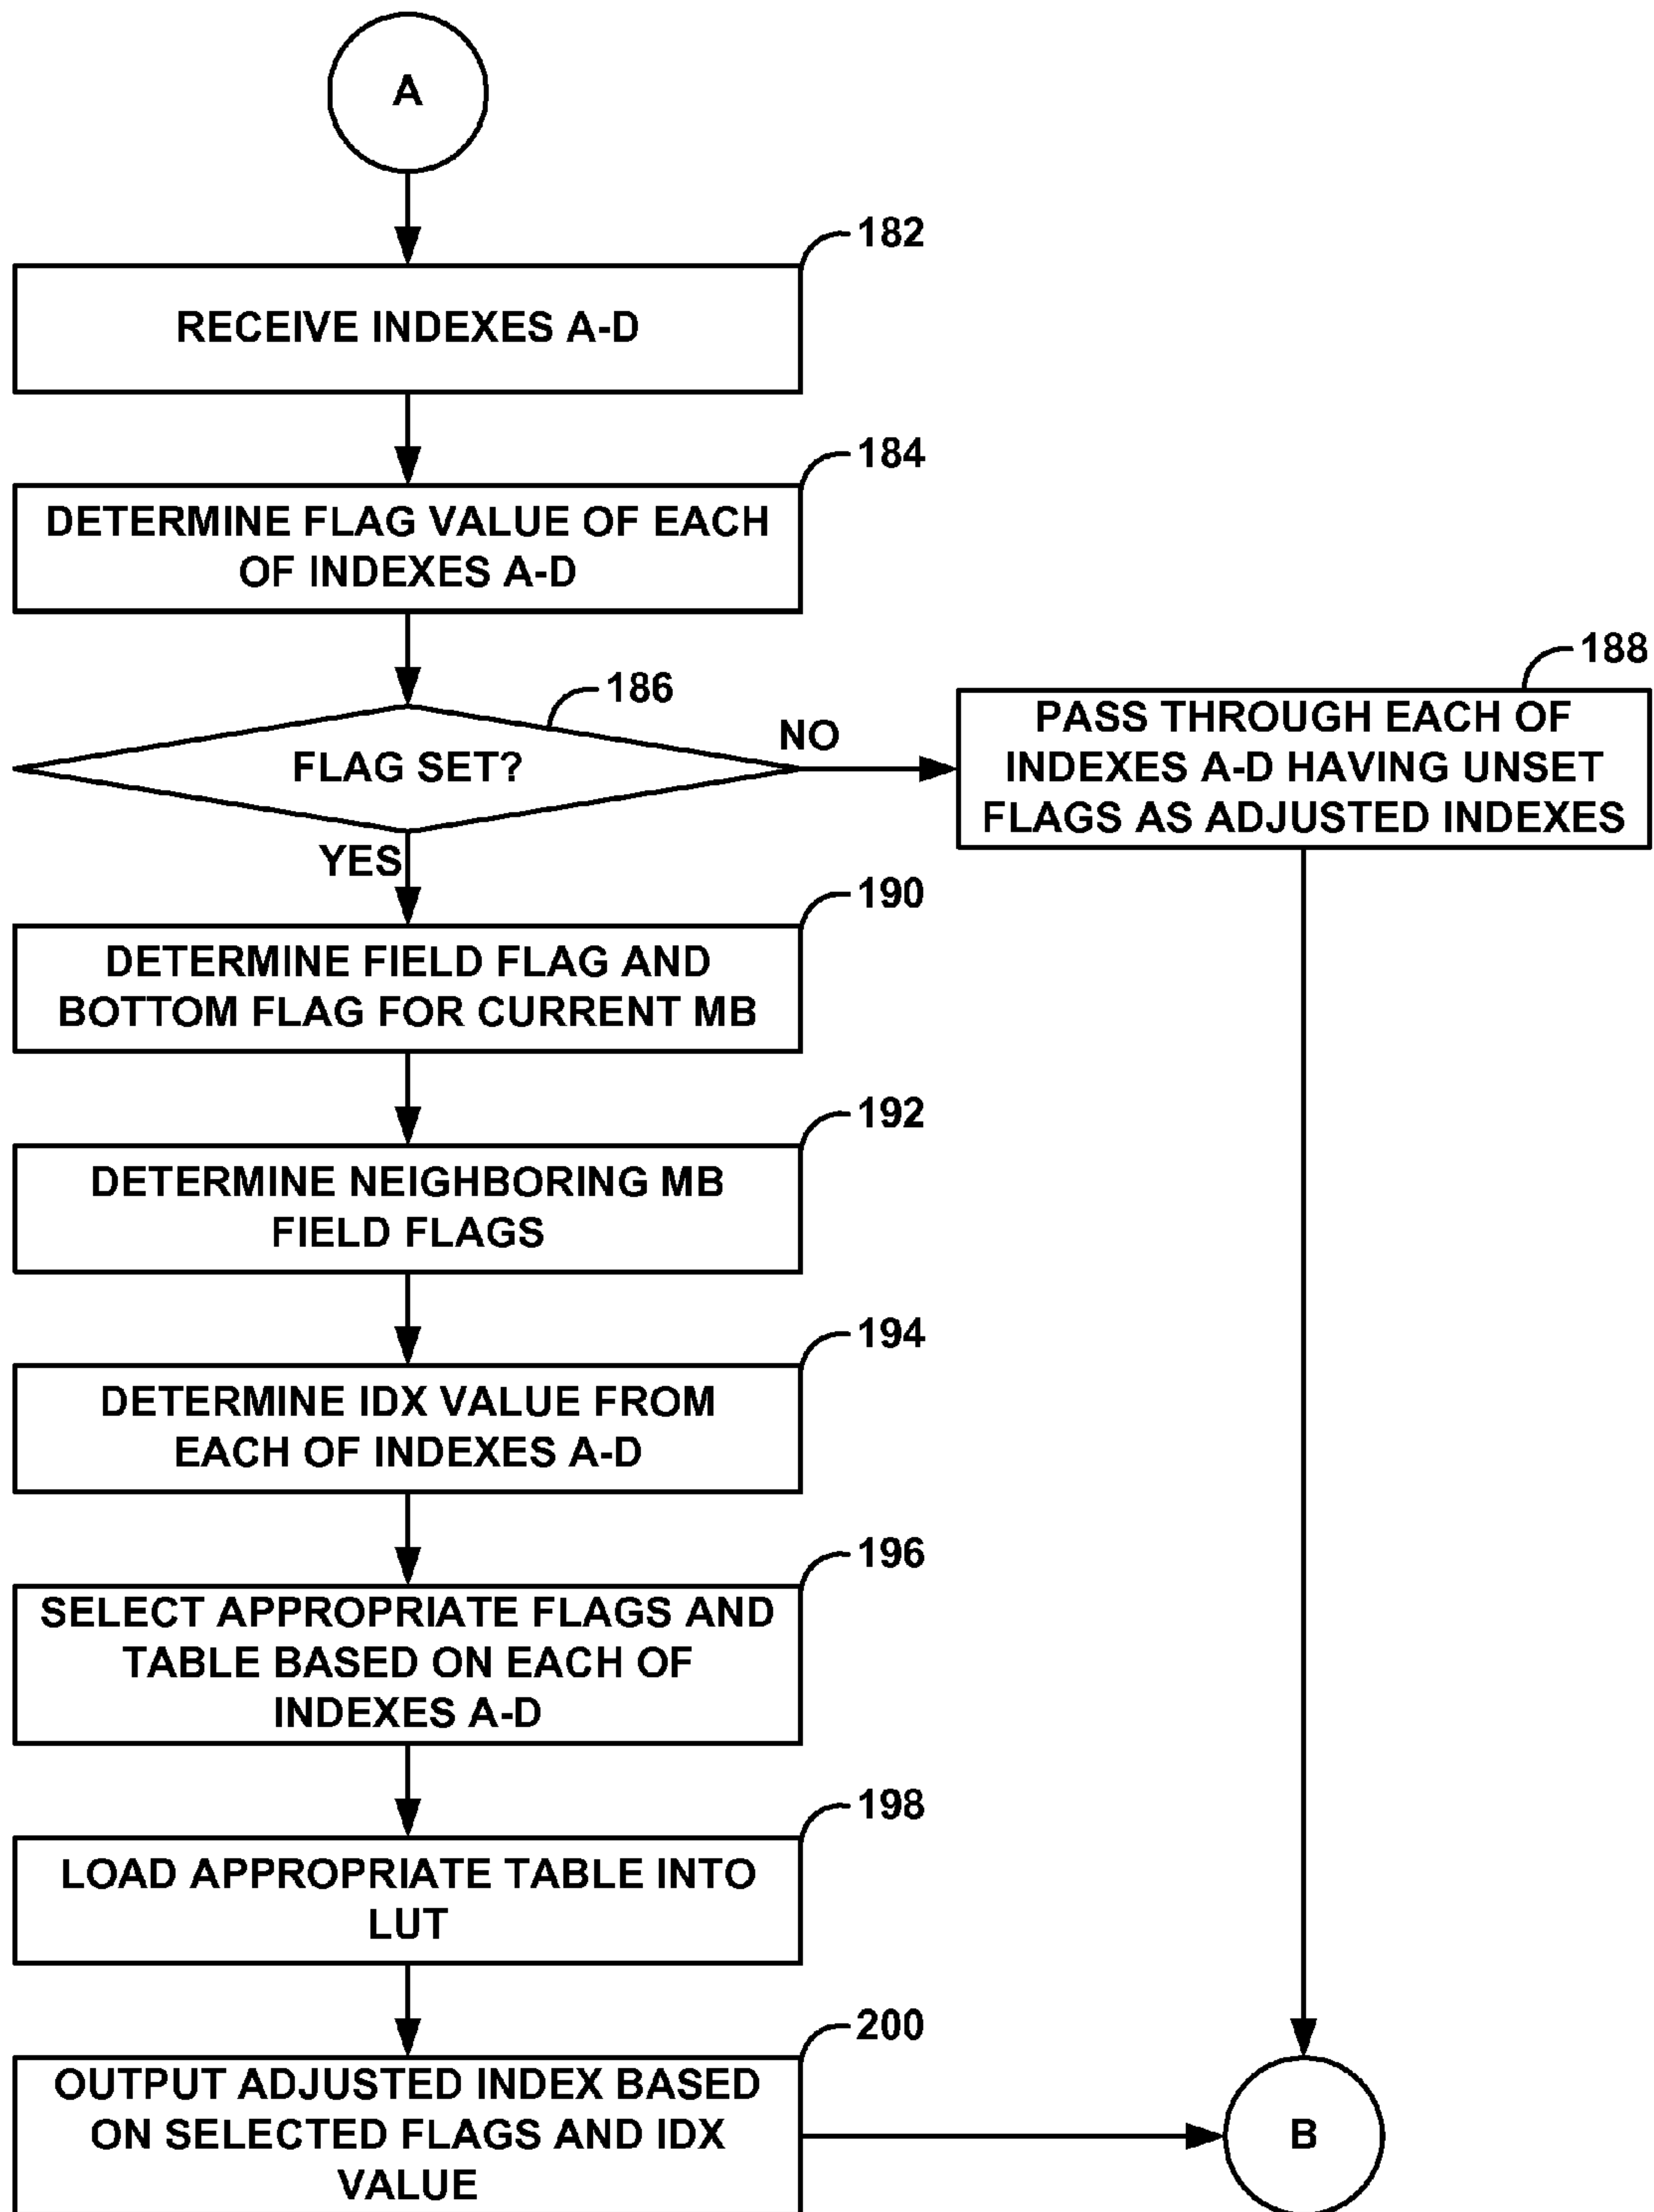 A
182
RECEIVE INDEXES A-D
184
DETERMINE FLAG VALUE OF EACH
OF INDEXES A-D
186
FLAG SET?
NO
188
PASS THROUGH EACH OF
INDEXES A-D HAVING UNSET
FLAGS AS ADJUSTED INDEXES
YES
190
DETERMINE FIELD FLAG AND
BOTTOM FLAG FOR CURRENT MB
192
DETERMINE NEIGHBORING MB
FIELD FLAGS
194
DETERMINE IDX VALUE FROM
EACH OF INDEXES A-D
196
SELECT APPROPRIATE FLAGS AND
TABLE BASED ON EACH OF
INDEXES A-D
198
LOAD APPROPRIATE TABLE INTO
LUT
200
OUTPUT ADJUSTED INDEX BASED
ON SELECTED FLAGS AND IDX
VALUE
B